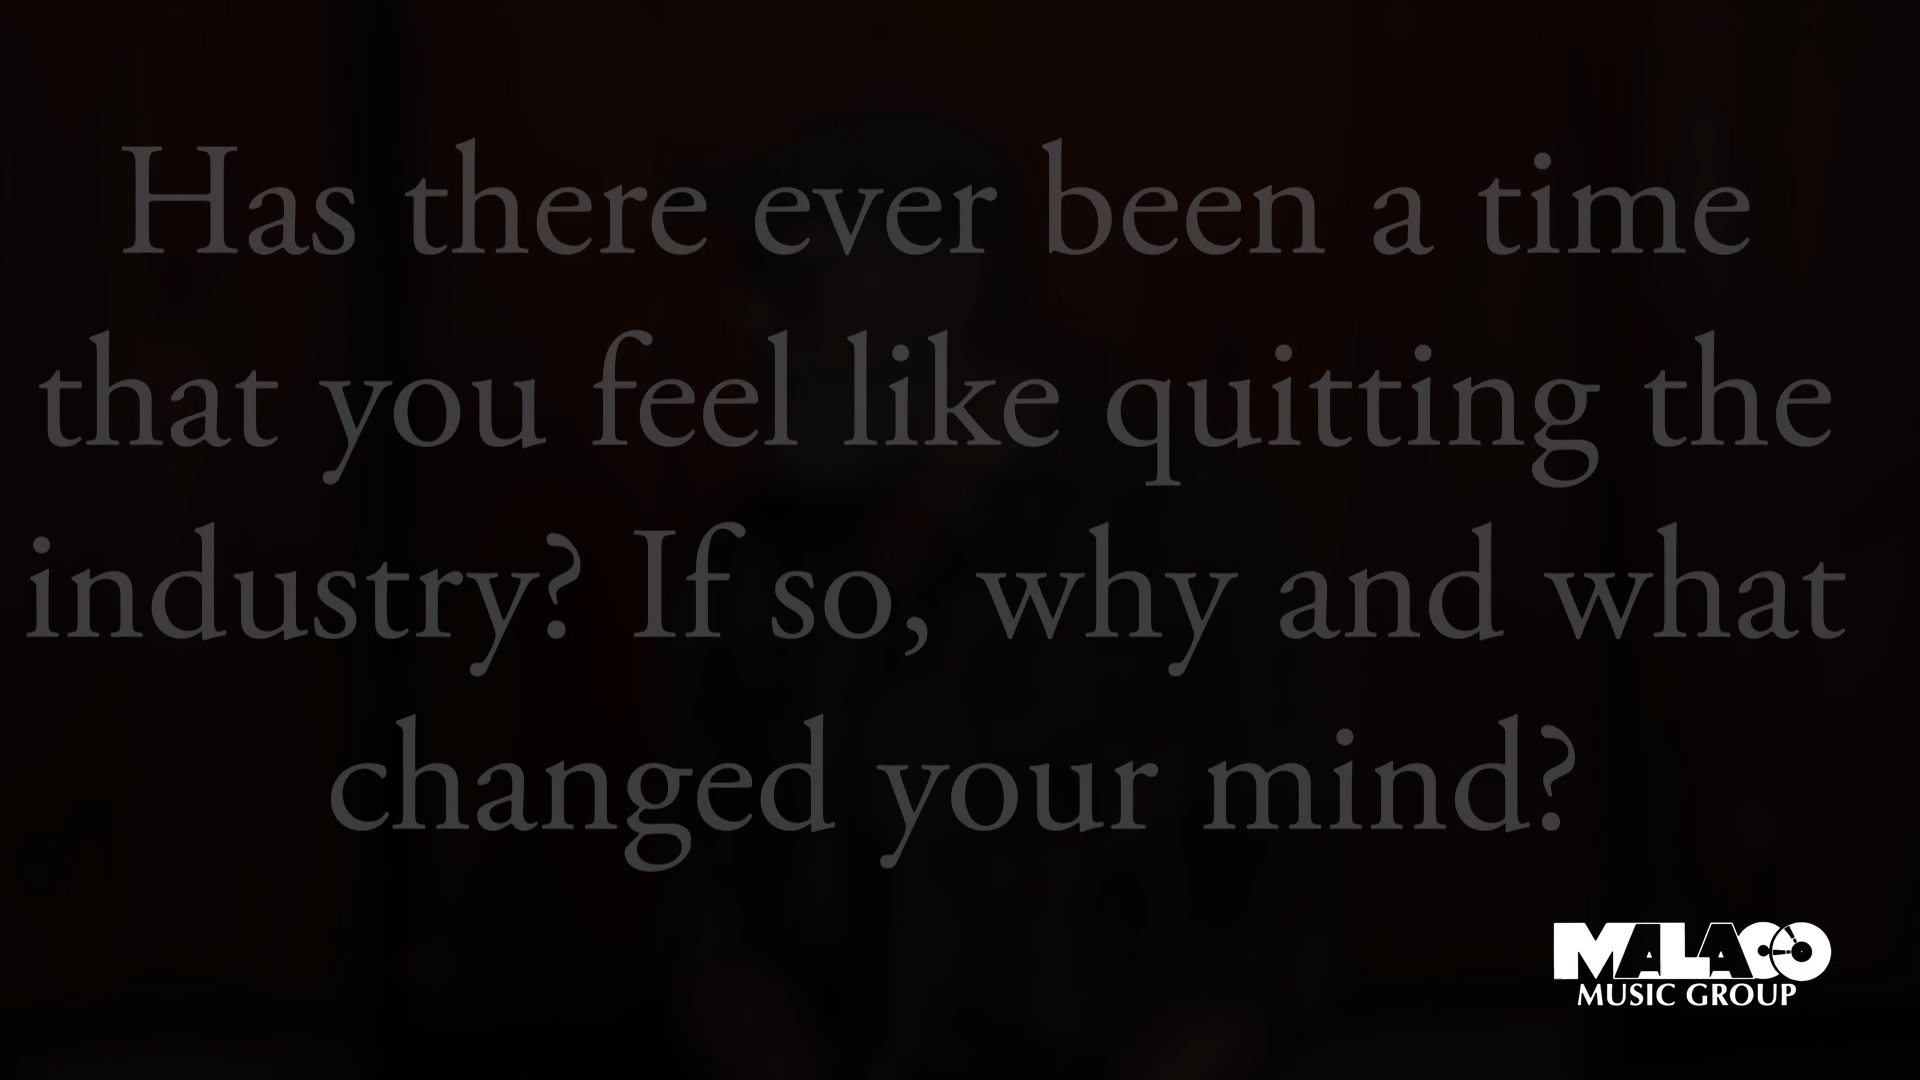 Has there ever been a time
that you feel like quitting the
industry? If so, why and what
changed your mind?
MALACO
MUSIC GROUP